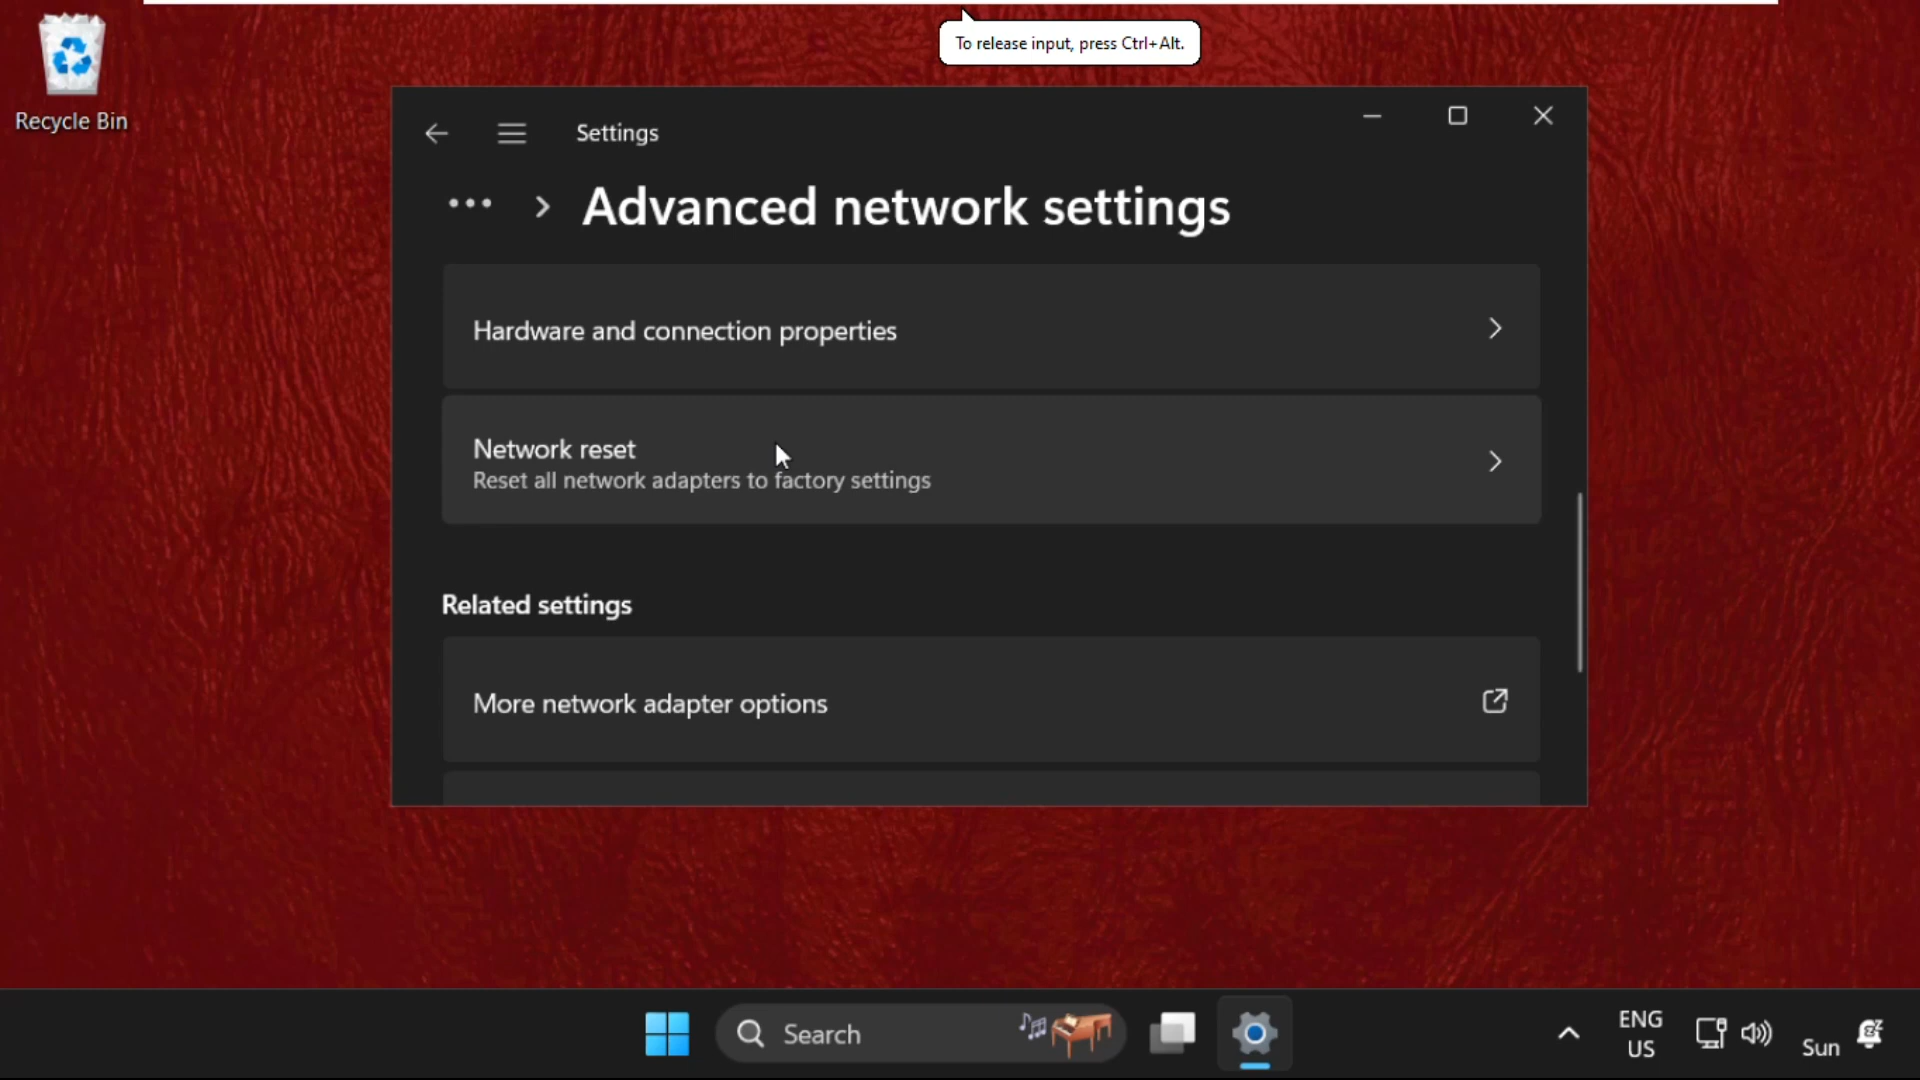 To release input, press Ctrl+Alt.
Recycle Bin
Settings
Advanced network settings
Hardware and connection properties
Network reset
Reset all network adapters to factory settings
Related settings
More network adapter options
Search
ENG
US
Sun